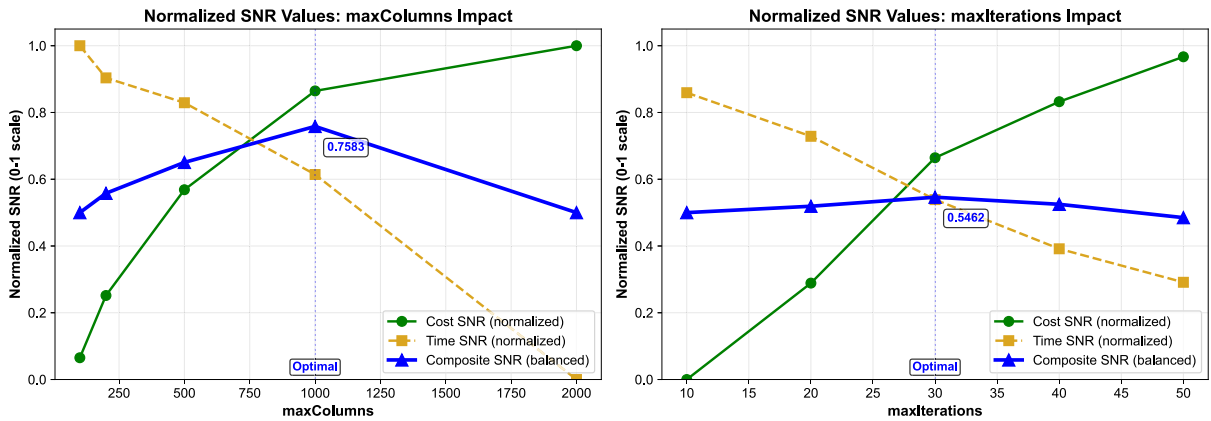 Normalized SNR Values: maxColumns Impact
Normalized SNR (0-1 scale)
1.0
0.8
0.6
0.4
0.2
0.0
0.7583
Cost SNR (normalized)
Time SNR (normalized)
Composite SNR (balanced)
Optimal
250 500 750 1000 1250 1500 1750 2000
maxColumns
Normalized SNR Values: maxIterations Impact
Normalized SNR (0-1 scale)
1.0
0.8
0.6
0.4
0.2
0.0
0.5462
Cost SNR (normalized)
Time SNR (normalized)
Composite SNR (balanced)
Optimal
10 15 20 25 30 35 40 45 50
maxIterations